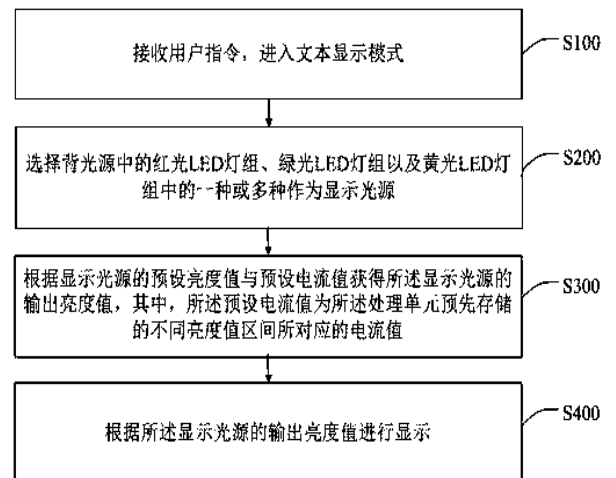 接收用户指令，进入文本显示模式
S100
选择背光源中的红光LED灯组、绿光LED灯组以及黄光LED灯
组中的一种或多种作为显示光源
S200
根据显示光源的预设亮度值与预设电流值获得所述显示光源的
输出亮度值，其中，所述预设电流值为所述处理单元预先存储
的不同亮度值区间所对应的电流值
S300
根据所述显示光源的输出亮度值进行显示
S400